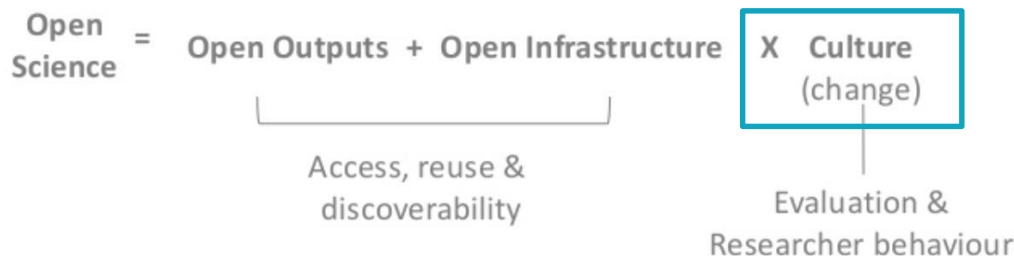 Open Science = Open Outputs + Open Infrastructure X Culture
(change)
Access, reuse &
discoverability
Evaluation &
Researcher behaviour